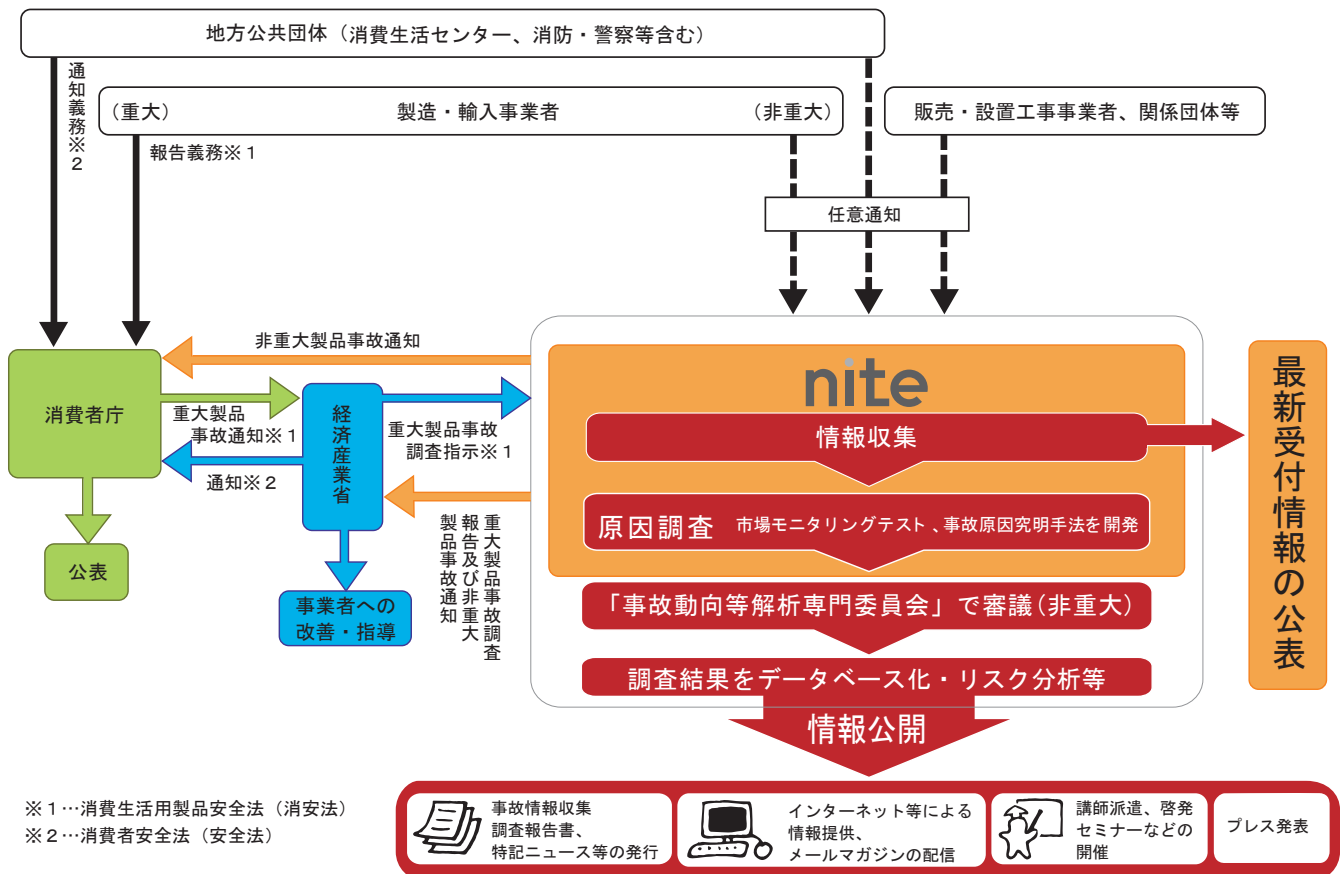 地方公共団体（消費生活センター、消防・警察等含む）
通知義務※２
（重大）
製造・輸入事業者
（非重大）
販売・設置工事事業者、関係団体等
報告義務※１
任意通知
非重大製品事故通知
消費者庁
重大製品
事故通知※１
経済産業省
重大製品事故
調査指示※１
通知※２
重大製品事故調査
報告及び非重大
製品事故通知
公表
事業者への
改善・指導
nite
情報収集
原因調査 市場モニタリングテスト、事故原因究明手法を開発
「事故動向等解析専門委員会」で審議（非重大）
調査結果をデータベース化・リスク分析等
情報公開
最新受付情報の公表
※１…消費生活用製品安全法（消安法）
※２…消費者安全法（安全法）
事故情報収集
調査報告書、
特記ニュース等の発行
インターネット等による
情報提供、
メールマガジンの配信
講師派遣、啓発
セミナーなどの
開催
プレス発表